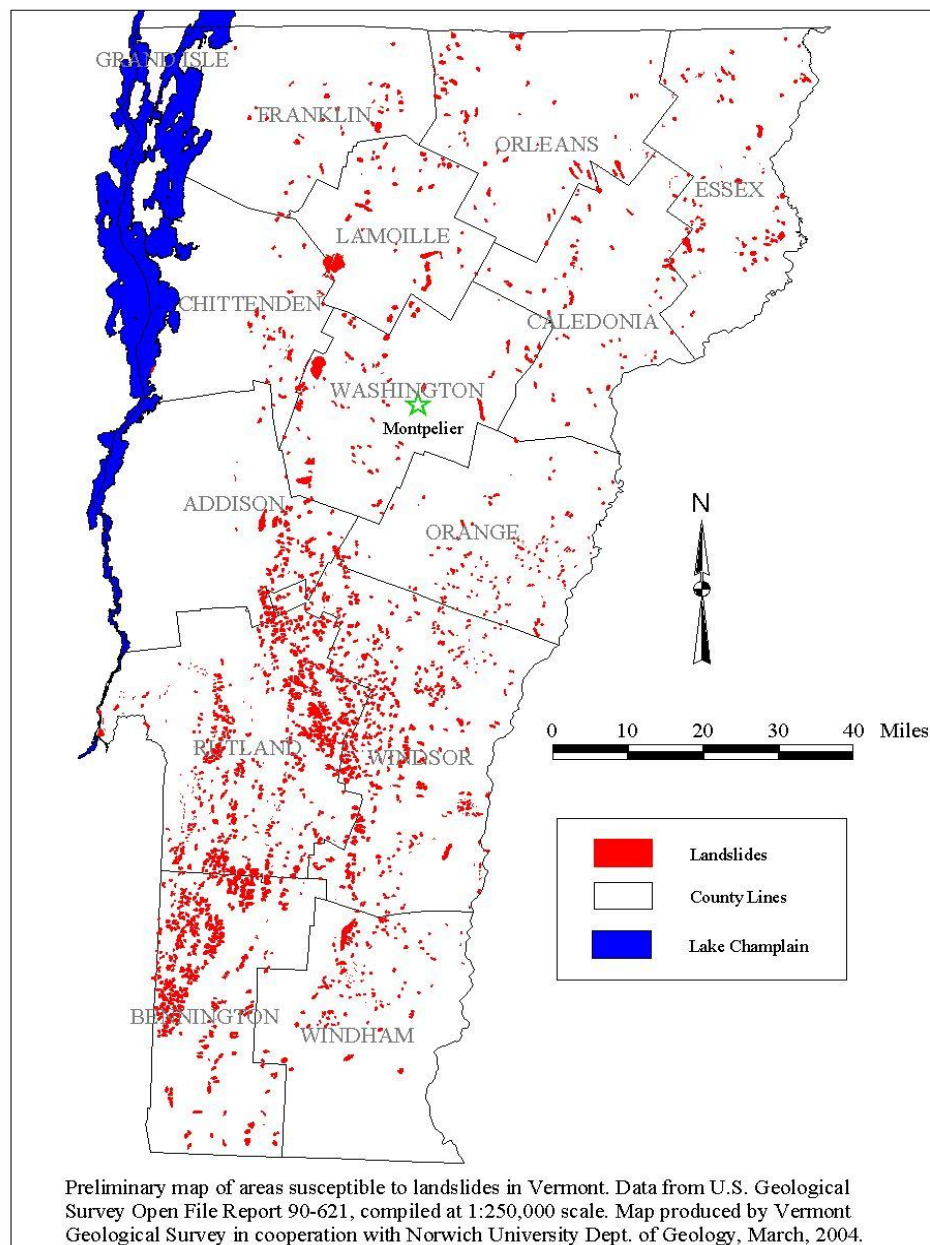 GRAND ISLE
FRANKLIN
ORLEANS
ESSEX
LAMOILLE
CHITTENDEN
CALEDONIA
WASHINGTON
Montpelier
ADDISON
ORANGE
N
0 10 20 30 40 Miles
RUTLAND
WINDSOR
Landslides
County Lines
Lake Champlain
BENNINGTON
WINDHAM
Preliminary map of areas susceptible to landslides in Vermont. Data from U.S. Geological
Survey Open File Report 90-621, compiled at 1:250,000 scale. Map produced by Vermont
Geological Survey in cooperation with Norwich University Dept. of Geology, March, 2004.